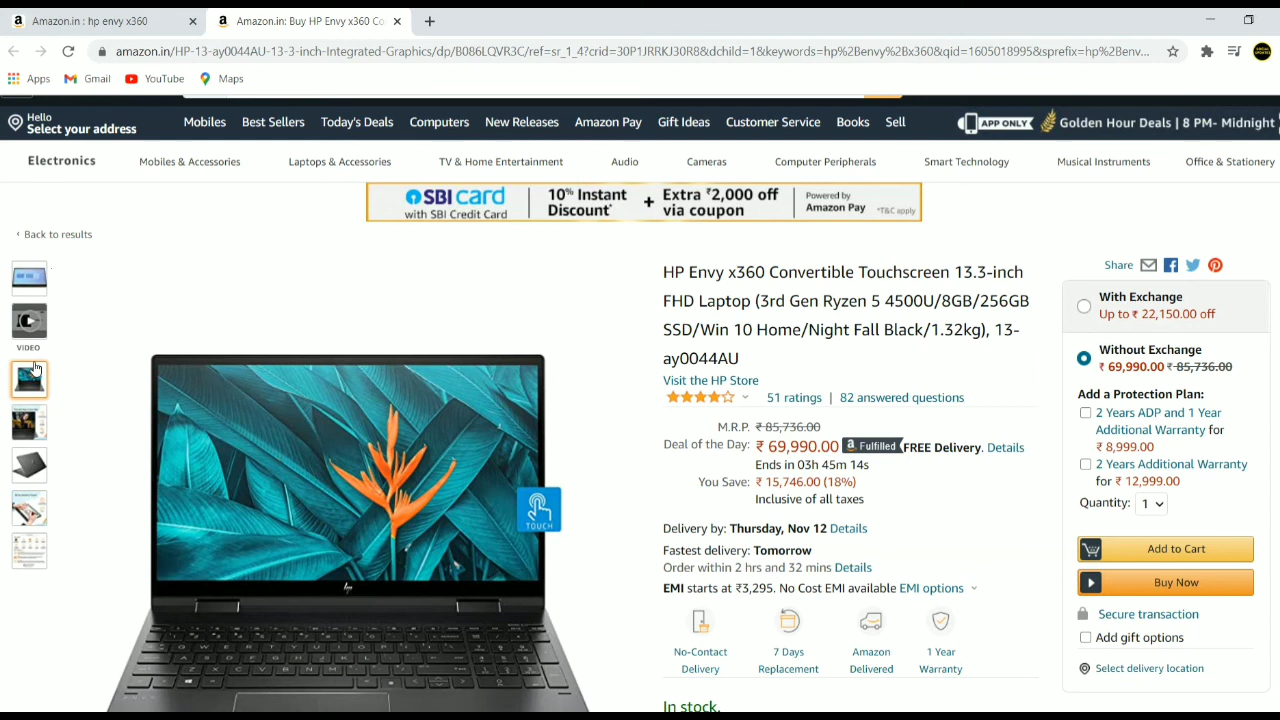 Amazon.in : hp envy x360
Amazon.in: Buy HP Envy x360 Co
amazon.in/HP-13-ay0044AU-13-3-inch-Integrated-Graphics/dp/B086LQVR3C/ref=sr_1_4?crid=30P1JRRKJ30R8&dchild=1&keywords=hp%2Benvy%2Bx360&qid=1605018995&sprefix=hp%2Benv...
Apps Gmail YouTube Maps
Hello
Select your address
Mobiles Best Sellers Today's Deals Computers New Releases Amazon Pay Gift Ideas Customer Service Books Sell
APP ONLY Golden Hour Deals | 8 PM- Midnight
Electronics Mobiles & Accessories Laptops & Accessories TV & Home Entertainment Audio Cameras Computer Peripherals Smart Technology Musical Instruments Office & Stationery
SBI card
with SBI Credit Card
10% Instant
Discount*
+
Extra ₹2,000 off
via coupon
Powered by
Amazon Pay
*T&C apply
‹ Back to results
VIDEO
TOUCH
hp
HP Envy x360 Convertible Touchscreen 13.3-inch
FHD Laptop (3rd Gen Ryzen 5 4500U/8GB/256GB
SSD/Win 10 Home/Night Fall Black/1.32kg), 13-
ay0044AU
Visit the HP Store
51 ratings | 82 answered questions
M.R.P. ₹ 85,736.00
Deal of the Day: ₹ 69,990.00 a Fulfilled FREE Delivery. Details
Ends in 03h 45m 14s
You Save: ₹ 15,746.00 (18%)
Inclusive of all taxes
Delivery by: Thursday, Nov 12 Details
Fastest delivery: Tomorrow
Order within 2 hrs and 32 mins Details
EMI starts at ₹3,295. No Cost EMI available EMI options
No-Contact
Delivery
7 Days
Replacement
Amazon
Delivered
1 Year
Warranty
In stock.
Share
With Exchange
Up to ₹ 22,150.00 off
Without Exchange
₹ 69,990.00 ₹ 85,736.00
Add a Protection Plan:
2 Years ADP and 1 Year
Additional Warranty for
₹ 8,999.00
2 Years Additional Warranty
for ₹ 12,999.00
Quantity: 1
Add to Cart
Buy Now
Secure transaction
Add gift options
Select delivery location